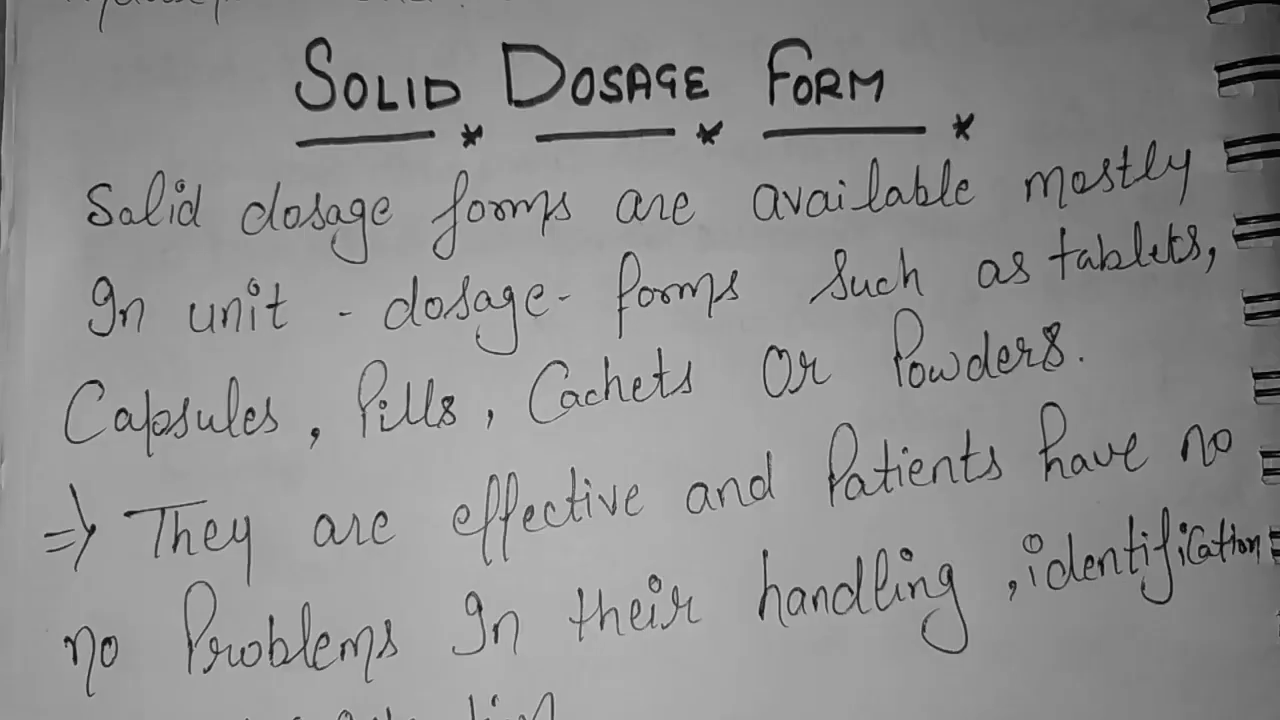 SOLID DOSAGE FORM
Solid dosage forms are available mostly
In unit - dosage - forms such as tablets,
Capsules, Pills, Cachets Or Powders.
⇒ They are effective and Patients have no
no Problems In their handling, identification